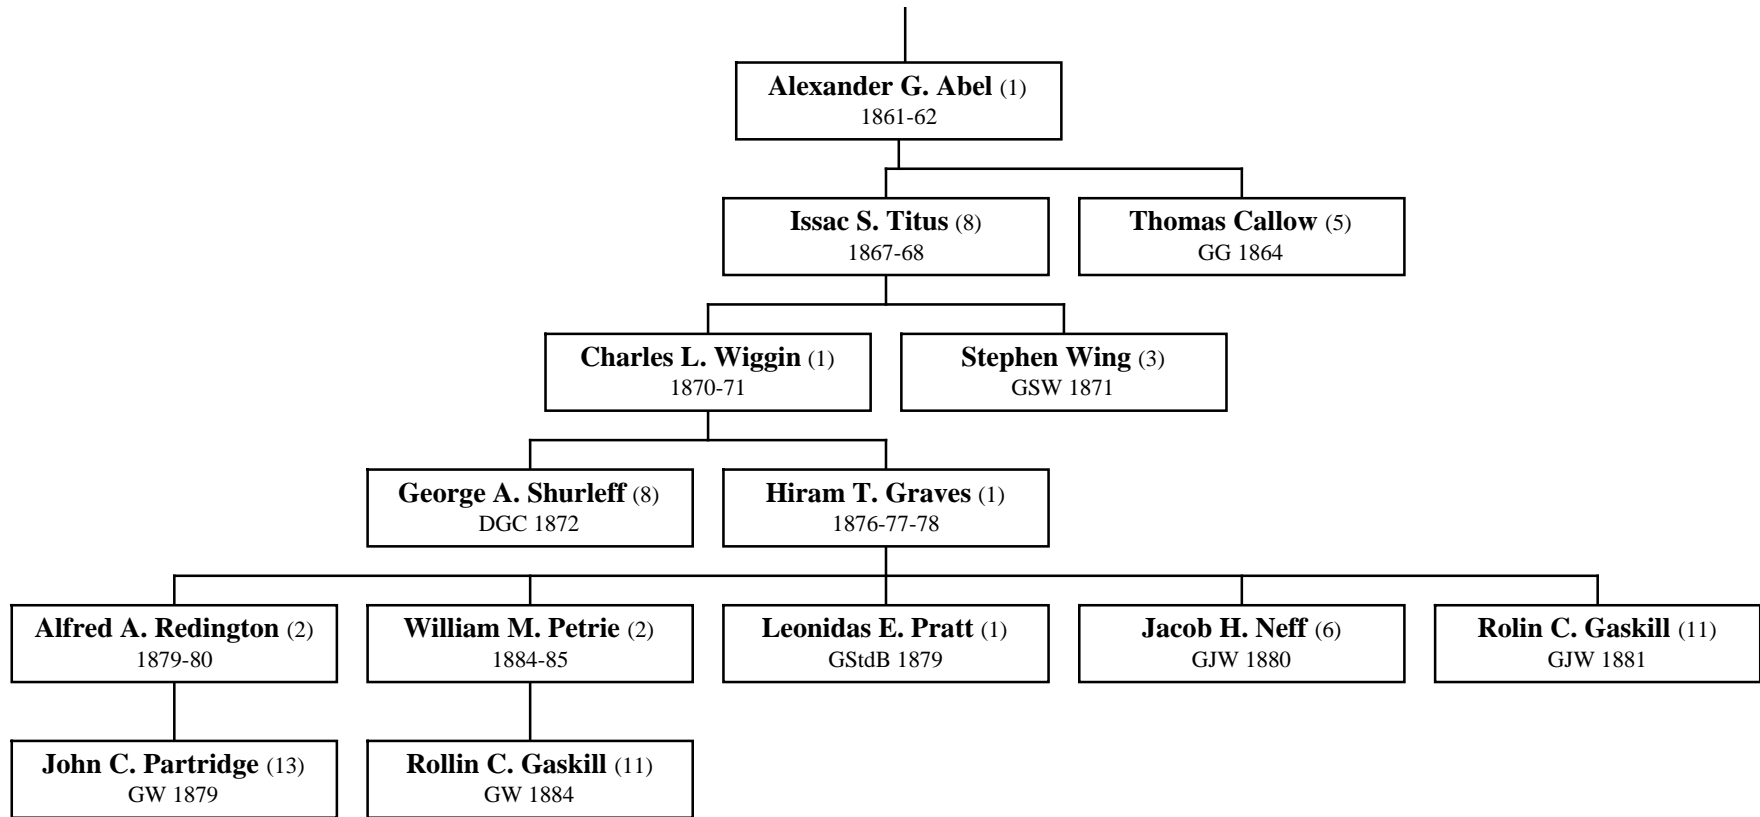 Alexander G. Abel (1)
1861-62
Issac S. Titus (8)
1867-68
Thomas Callow (5)
GG 1864
Charles L. Wiggin (1)
1870-71
Stephen Wing (3)
GSW 1871
George A. Shurleff (8)
DGC 1872
Hiram T. Graves (1)
1876-77-78
Alfred A. Redington (2)
1879-80
William M. Petrie (2)
1884-85
Leonidas E. Pratt (1)
GStdB 1879
Jacob H. Neff (6)
GJW 1880
Rolin C. Gaskill (11)
GJW 1881
John C. Partridge (13)
GW 1879
Rollin C. Gaskill (11)
GW 1884